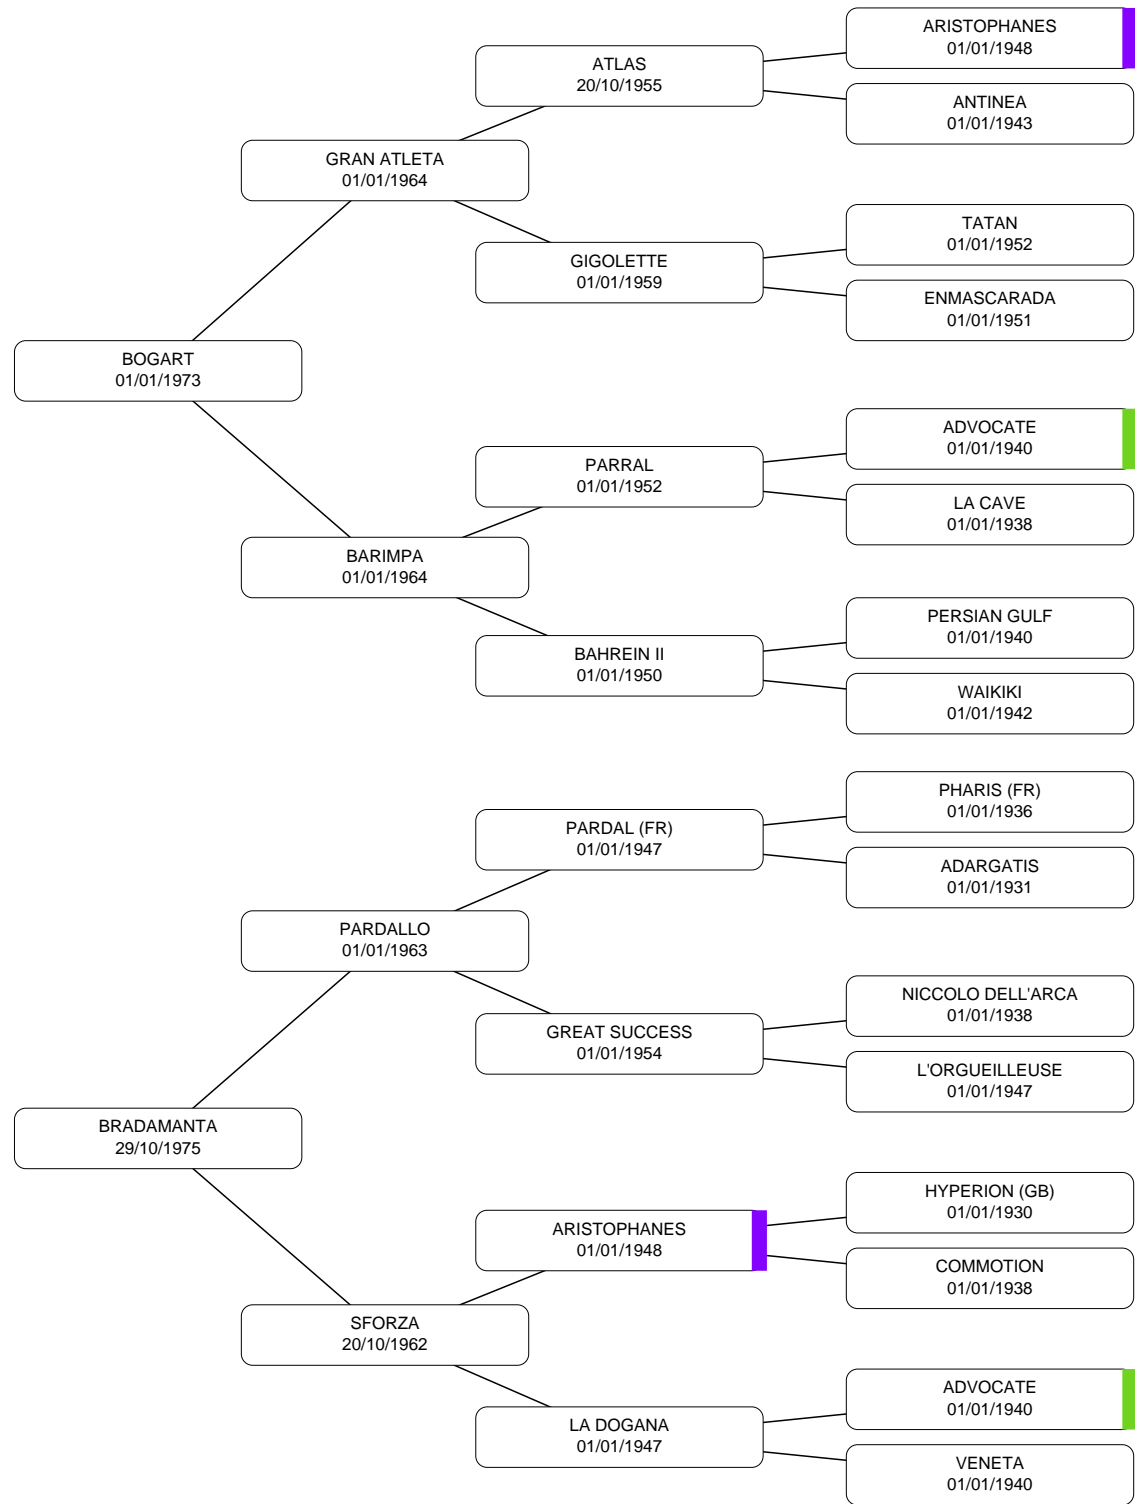 ARISTOPHANES
01/01/1948
ATLAS
20/10/1955
ANTINEA
01/01/1943
GRAN ATLETA
01/01/1964
TATAN
01/01/1952
GIGOLETTE
01/01/1959
ENMASCARADA
01/01/1951
BOGART
01/01/1973
ADVOCATE
01/01/1940
PARRAL
01/01/1952
LA CAVE
01/01/1938
BARIMPA
01/01/1964
PERSIAN GULF
01/01/1940
BAHREIN II
01/01/1950
WAIKIKI
01/01/1942
PHARIS (FR)
01/01/1936
PARDAL (FR)
01/01/1947
ADARGATIS
01/01/1931
PARDALLO
01/01/1963
NICCOLO DELL'ARCA
01/01/1938
GREAT SUCCESS
01/01/1954
L'ORGUEILLEUSE
01/01/1947
BRADAMANTA
29/10/1975
HYPERION (GB)
01/01/1930
ARISTOPHANES
01/01/1948
COMMOTION
01/01/1938
SFORZA
20/10/1962
ADVOCATE
01/01/1940
LA DOGANA
01/01/1947
VENETA
01/01/1940